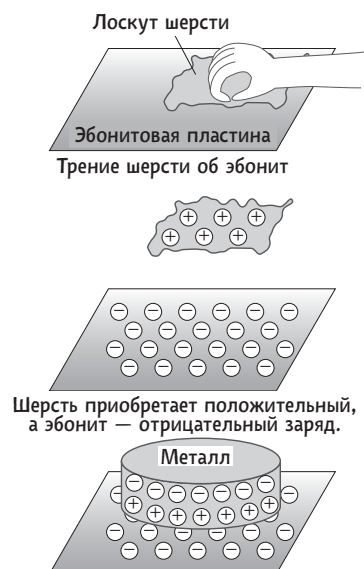 Лоскут шерсти
Эбонитовая пластина
Трение шерсти об эбонит
Шерсть приобретает положительный,
а эбонит — отрицательный заряд.
Металл